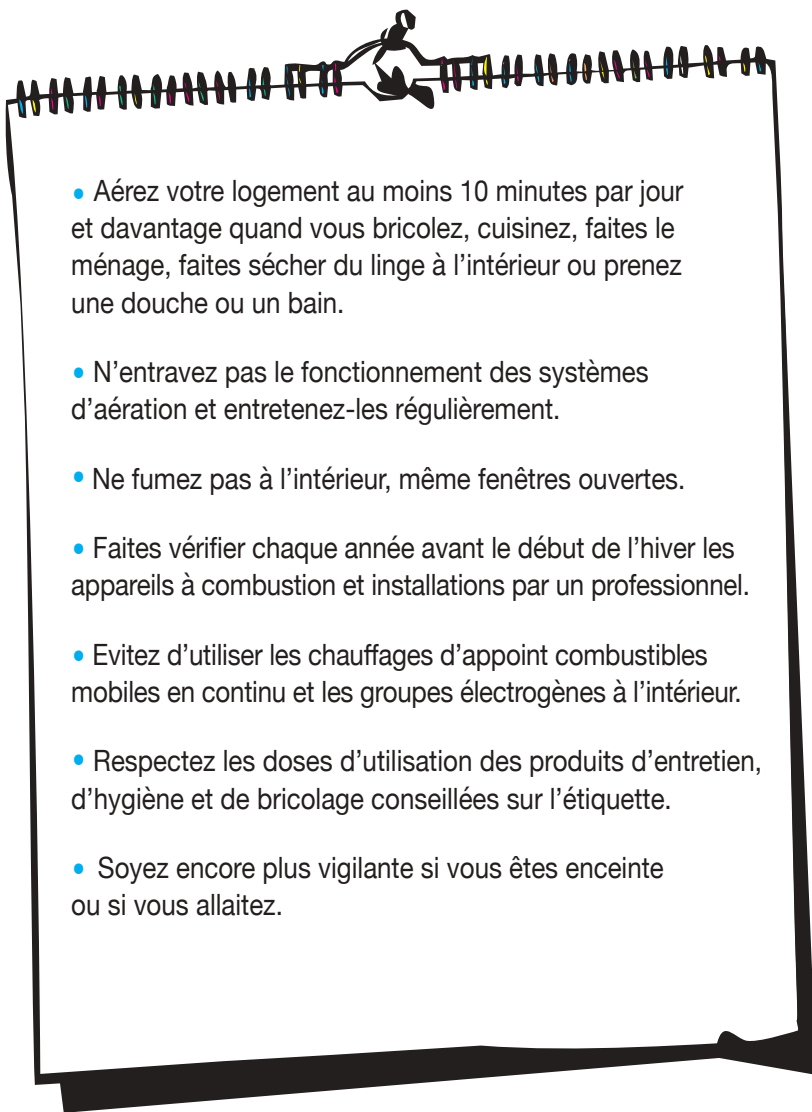 • Aérez votre logement au moins 10 minutes par jour
et davantage quand vous bricolez, cuisinez, faites le
ménage, faites sécher du linge à l’intérieur ou prenez
une douche ou un bain.
• N’entravez pas le fonctionnement des systèmes
d’aération et entretenez-les régulièrement.
• Ne fumez pas à l’intérieur, même fenêtres ouvertes.
• Faites vérifier chaque année avant le début de l’hiver les
appareils à combustion et installations par un professionnel.
• Evitez d’utiliser les chauffages d’appoint combustibles
mobiles en continu et les groupes électrogènes à l’intérieur.
• Respectez les doses d’utilisation des produits d’entretien,
d’hygiène et de bricolage conseillées sur l’étiquette.
• Soyez encore plus vigilante si vous êtes enceinte
ou si vous allaitez.